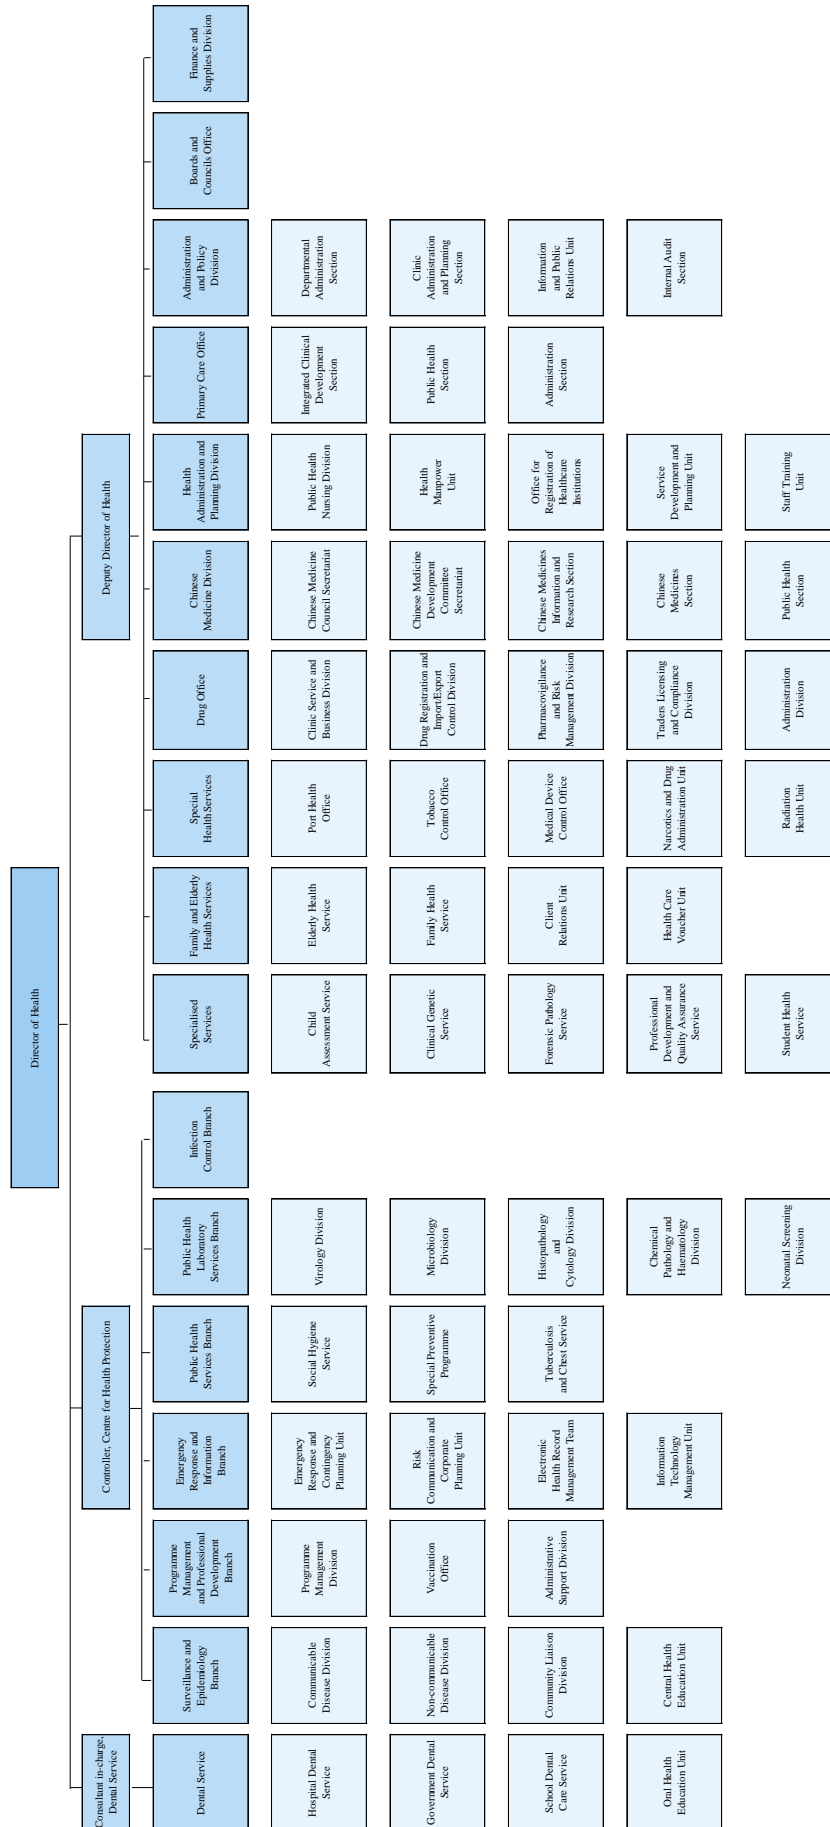 Director of Health
Consultant in-charge,
Dental Service
Controller, Centre for Health Protection
Deputy Director of Health
Dental Service
Hospital Dental
Service
Government Dental
Service
School Dental
Care Service
Oral Health
Education Unit
Surveillance and
Epidemiology
Branch
Communicable
Disease Division
Non-communicable
Disease Division
Community Liaison
Division
Central Health
Education Unit
Programme
Management
and Professional
Development
Branch
Programme
Management
Division
Vaccination
Office
Administrative
Support Division
Emergency
Response and
Information
Branch
Emergency
Response and
Contingency
Planning Unit
Risk
Communication and
Corporate
Planning Unit
Electronic
Health Record
Management Team
Information
Technology
Management Unit
Public Health
Services Branch
Social Hygiene
Service
Special Preventive
Programme
Tuberculosis
and Chest Service
Public Health
Laboratory
Services Branch
Virology Division
Microbiology
Division
Histopathology
and
Cytology Division
Chemical
Pathology and
Haematology
Division
Neonatal Screening
Division
Infection
Control Branch
Specialised
Services
Child
Assessment Service
Clinical Genetic
Service
Forensic Pathology
Service
Professional
Development and
Quality Assurance
Service
Student Health
Service
Family and Elderly
Health Services
Elderly Health
Service
Family Health
Service
Client
Relations Unit
Health Care
Voucher Unit
Special
Health Services
Port Health
Office
Tobacco
Control Office
Medical Device
Control Office
Narcotics and Drug
Administration Unit
Radiation
Health Unit
Drug Office
Clinic Service and
Business Division
Drug Registration and
Import/Export
Control Division
Pharmacovigilance
and Risk
Management Division
Traders Licensing
and Compliance
Division
Administration
Division
Chinese
Medicine Division
Chinese Medicine
Council Secretariat
Chinese Medicine
Development
Committee
Secretariat
Chinese Medicines
Information and
Research Section
Chinese
Medicines
Section
Public Health
Section
Health
Administration and
Planning Division
Public Health
Nursing Division
Health
Manpower
Unit
Office for
Registration of
Healthcare
Institutions
Service
Development and
Planning Unit
Staff Training
Unit
Primary Care Office
Integrated Clinical
Development
Section
Public Health
Section
Administration
Section
Administration
and Policy
Division
Departmental
Administration
Section
Clinic
Administration
and Planning
Section
Information
and Public
Relations Unit
Internal Audit
Section
Boards and
Councils Office
Finance and
Supplies Division